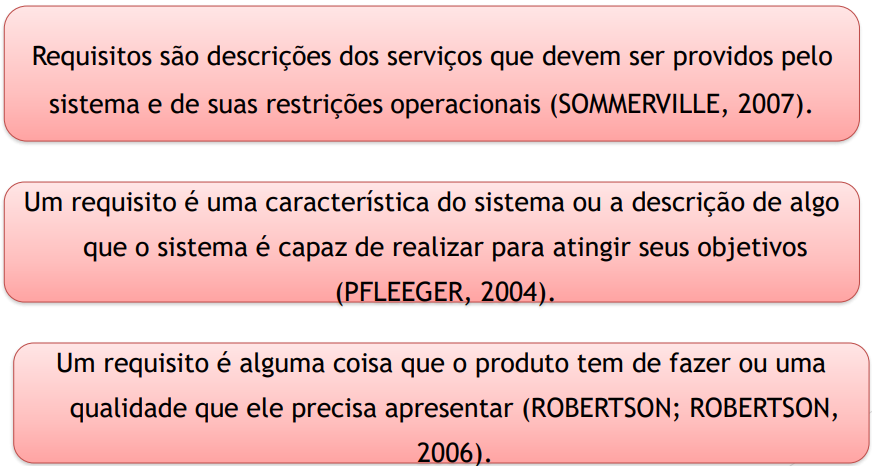 Requisitos são descrições dos serviços que devem ser providos pelo
sistema e de suas restrições operacionais (SOMMERVILLE, 2007).
Um requisito é uma característica do sistema ou a descrição de algo
que o sistema é capaz de realizar para atingir seus objetivos
(PFLEEGER, 2004).
Um requisito é alguma coisa que o produto tem de fazer ou uma
qualidade que ele precisa apresentar (ROBERTSON; ROBERTSON,
2006).